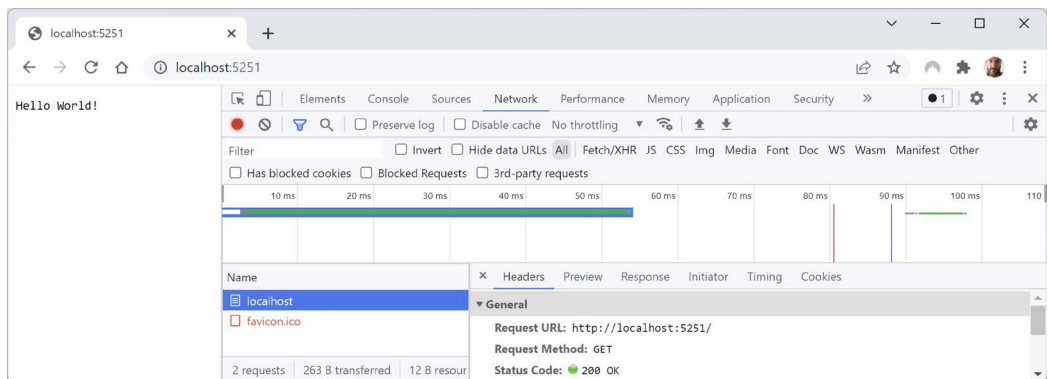 localhost:5251
localhost:5251
Hello World!
Elements Console Sources Network Performance Memory Application Security » 1
Preserve log Disable cache No throttling
Filter Invert Hide data URLs All Fetch/XHR JS CSS Img Media Font Doc WS Wasm Manifest Other
Has blocked cookies Blocked Requests 3rd-party requests
10 ms 20 ms 30 ms 40 ms 50 ms 60 ms 70 ms 80 ms 90 ms 100 ms 110
Name
localhost
favicon.ico
2 requests 263 B transferred 12 B resour
Headers Preview Response Initiator Timing Cookies
General
Request URL: http://localhost:5251/
Request Method: GET
Status Code: 200 OK